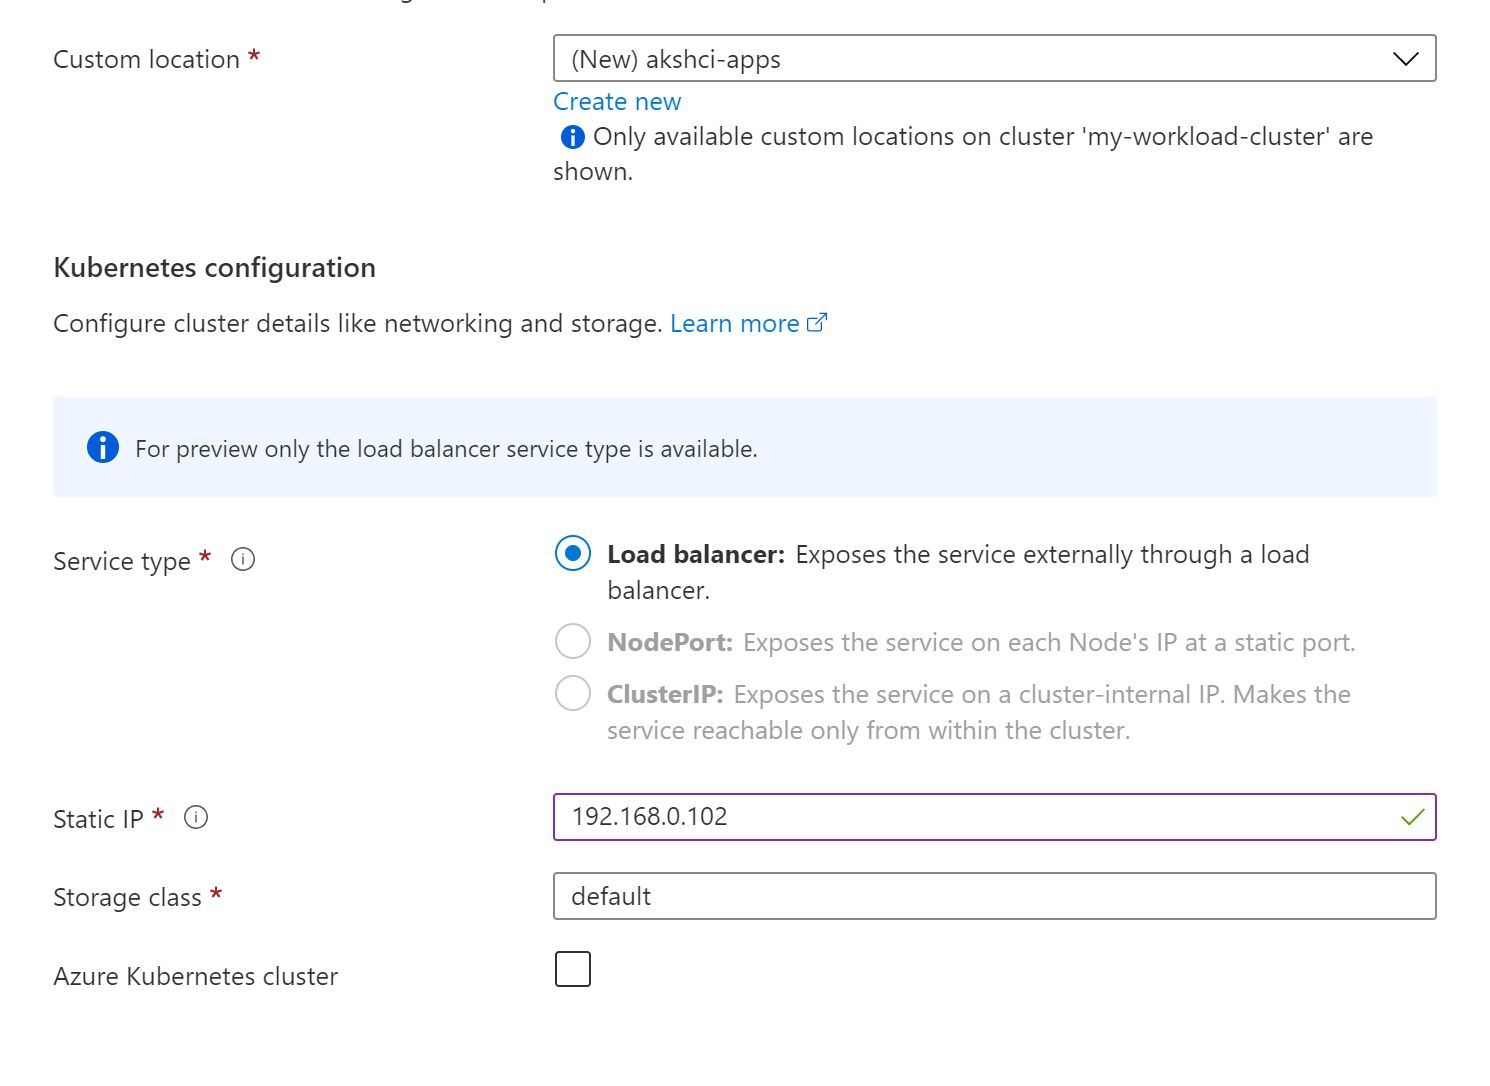 Custom location *
(New) akshci-apps
Create new
Only available custom locations on cluster 'my-workload-cluster' are
shown.
Kubernetes configuration
Configure cluster details like networking and storage. Learn more
For preview only the load balancer service type is available.
Service type *
Load balancer: Exposes the service externally through a load
balancer.
NodePort: Exposes the service on each Node's IP at a static port.
ClusterIP: Exposes the service on a cluster-internal IP. Makes the
service reachable only from within the cluster.
Static IP *
192.168.0.102
Storage class *
default
Azure Kubernetes cluster